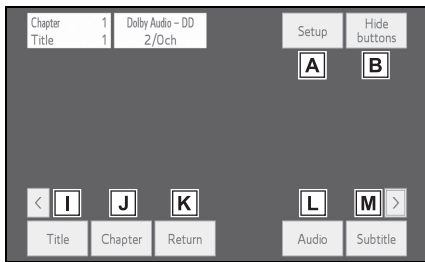 Chapter 1
Title 1
Dolby Audio – DD
2/0ch
Setup
Hide
buttons
A
B
<
I
J
K
L
M
>
Title
Chapter
Return
Audio
Subtitle